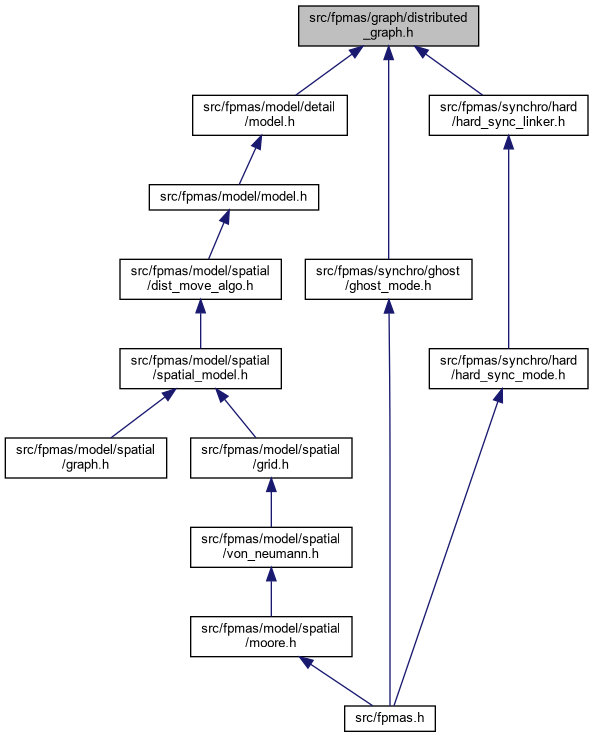 src/fpmas/graph/distributed
_graph.h
src/fpmas/model/detail
/model.h
src/fpmas/synchro/hard
/hard_sync_linker.h
src/fpmas/model/model.h
src/fpmas/model/spatial
/dist_move_algo.h
src/fpmas/synchro/ghost
/ghost_mode.h
src/fpmas/model/spatial
/spatial_model.h
src/fpmas/synchro/hard
/hard_sync_mode.h
src/fpmas/model/spatial
/graph.h
src/fpmas/model/spatial
/grid.h
src/fpmas/model/spatial
/von_neumann.h
src/fpmas/model/spatial
/moore.h
src/fpmas.h